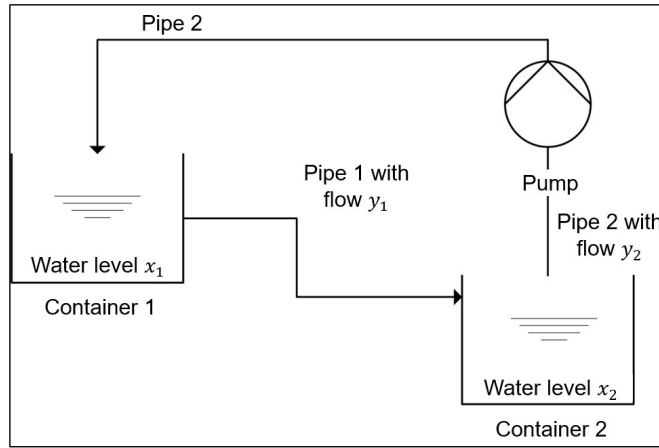 Pipe 2
Pipe 1 with
flow 𝑦₁
Pump
Pipe 2 with
flow 𝑦₂
Water level 𝑥₁
Container 1
Water level 𝑥₂
Container 2